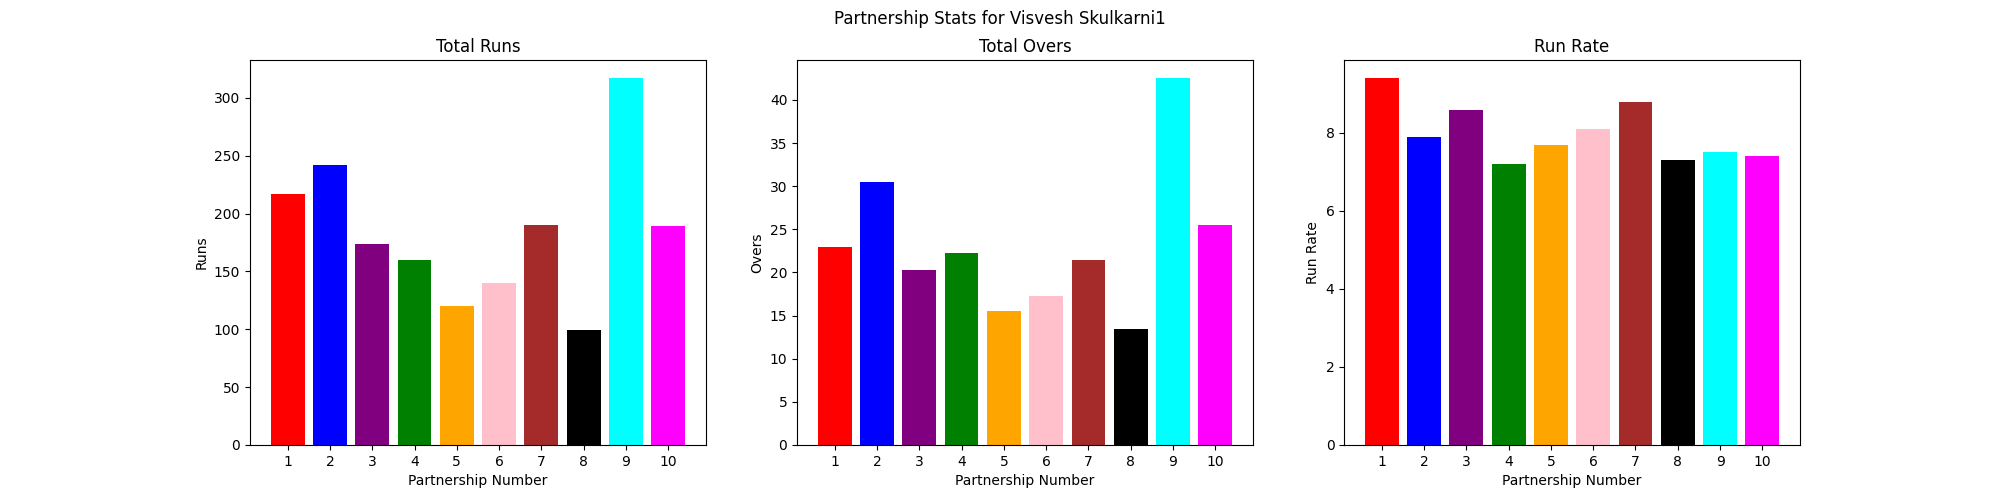 Partnership Stats for Visvesh Skulkarni1
Total Runs
Runs
300
250
200
150
100
50
0
1 2 3 4 5 6 7 8 9 10
Partnership Number
Total Overs
Overs
40
35
30
25
20
15
10
5
0
1 2 3 4 5 6 7 8 9 10
Partnership Number
Run Rate
Run Rate
8
6
4
2
0
1 2 3 4 5 6 7 8 9 10
Partnership Number